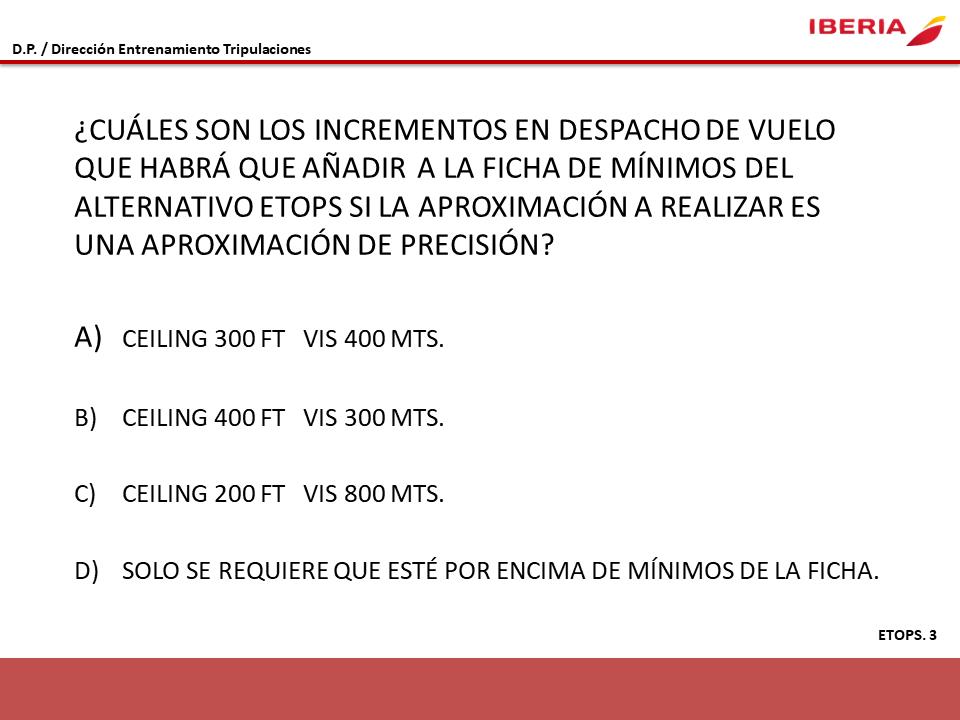 IBERIA
D.P. / Dirección Entrenamiento Tripulaciones
¿CUÁLES SON LOS INCREMENTOS EN DESPACHO DE VUELO
QUE HABRÁ QUE AÑADIR A LA FICHA DE MÍNIMOS DEL
ALTERNATIVO ETOPS SI LA APROXIMACIÓN A REALIZAR ES
UNA APROXIMACIÓN DE PRECISIÓN?
A) CEILING 300 FT VIS 400 MTS.
B) CEILING 400 FT VIS 300 MTS.
C) CEILING 200 FT VIS 800 MTS.
D) SOLO SE REQUIERE QUE ESTÉ POR ENCIMA DE MÍNIMOS DE LA FICHA.
ETOPS. 3